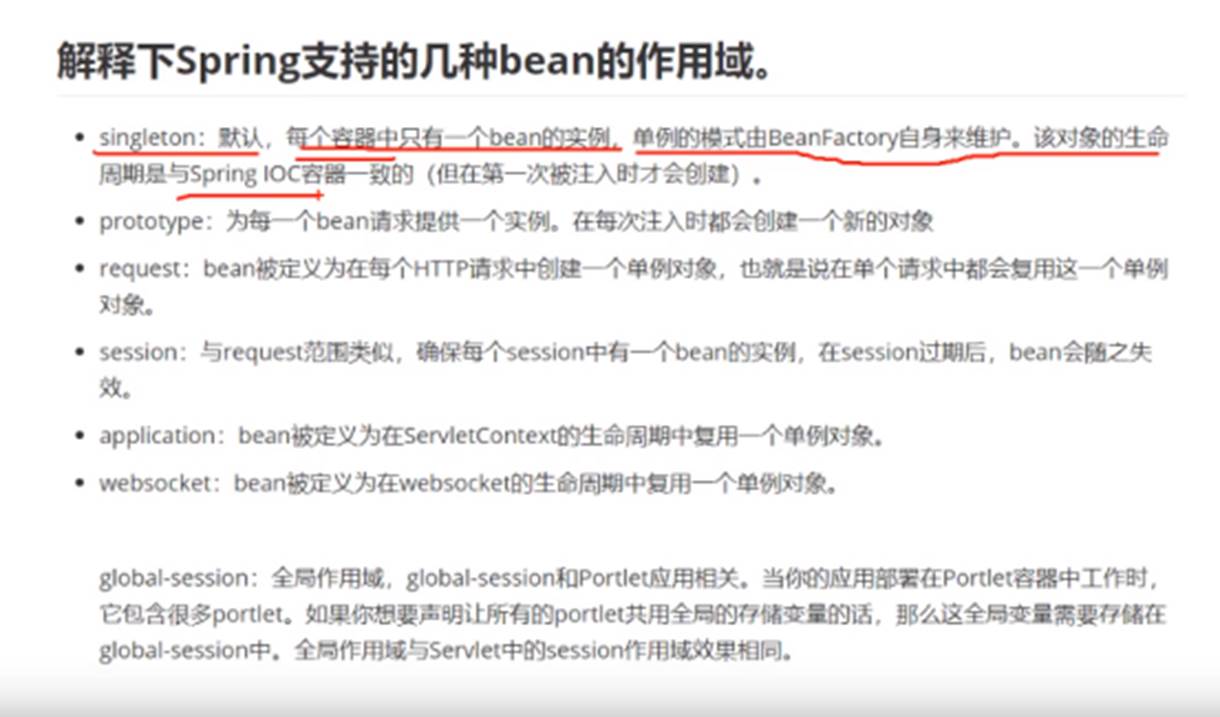 解释下Spring支持的几种bean的作用域。
singleton：默认，每个容器中只有一个bean的实例，单例的模式由BeanFactory自身来维护。该对象的生命
周期是与Spring IOC容器一致的（但在第一次被注入时才会创建）。
prototype：为每一个bean请求提供一个实例。在每次注入时都会创建一个新的对象
request：bean被定义为在每个HTTP请求中创建一个单例对象，也就是说在单个请求中都会复用这一个单例
对象。
session：与request范围类似，确保每个session中有一个bean的实例，在session过期后，bean会随之失
效。
application：bean被定义为在ServletContext的生命周期中复用一个单例对象。
websocket：bean被定义为在websocket的生命周期中复用一个单例对象。
global-session：全局作用域，global-session和Portlet应用相关。当你的应用部署在Portlet容器中工作时，
它包含很多portlet。如果你想要声明让所有的portlet共用全局的存储变量的话，那么这全局变量需要存储在
global-session中。全局作用域与Servlet中的session作用域效果相同。